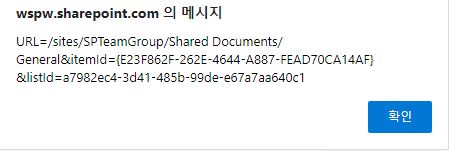 wspw.sharepoint.com 의 메시지
URL=/sites/SPTeamGroup/Shared Documents/
General&itemId={E23F862F-262E-4644-A887-FEAD70CA14AF}
&listId=a7982ec4-3d41-485b-99de-e67a7aa640c1
확인